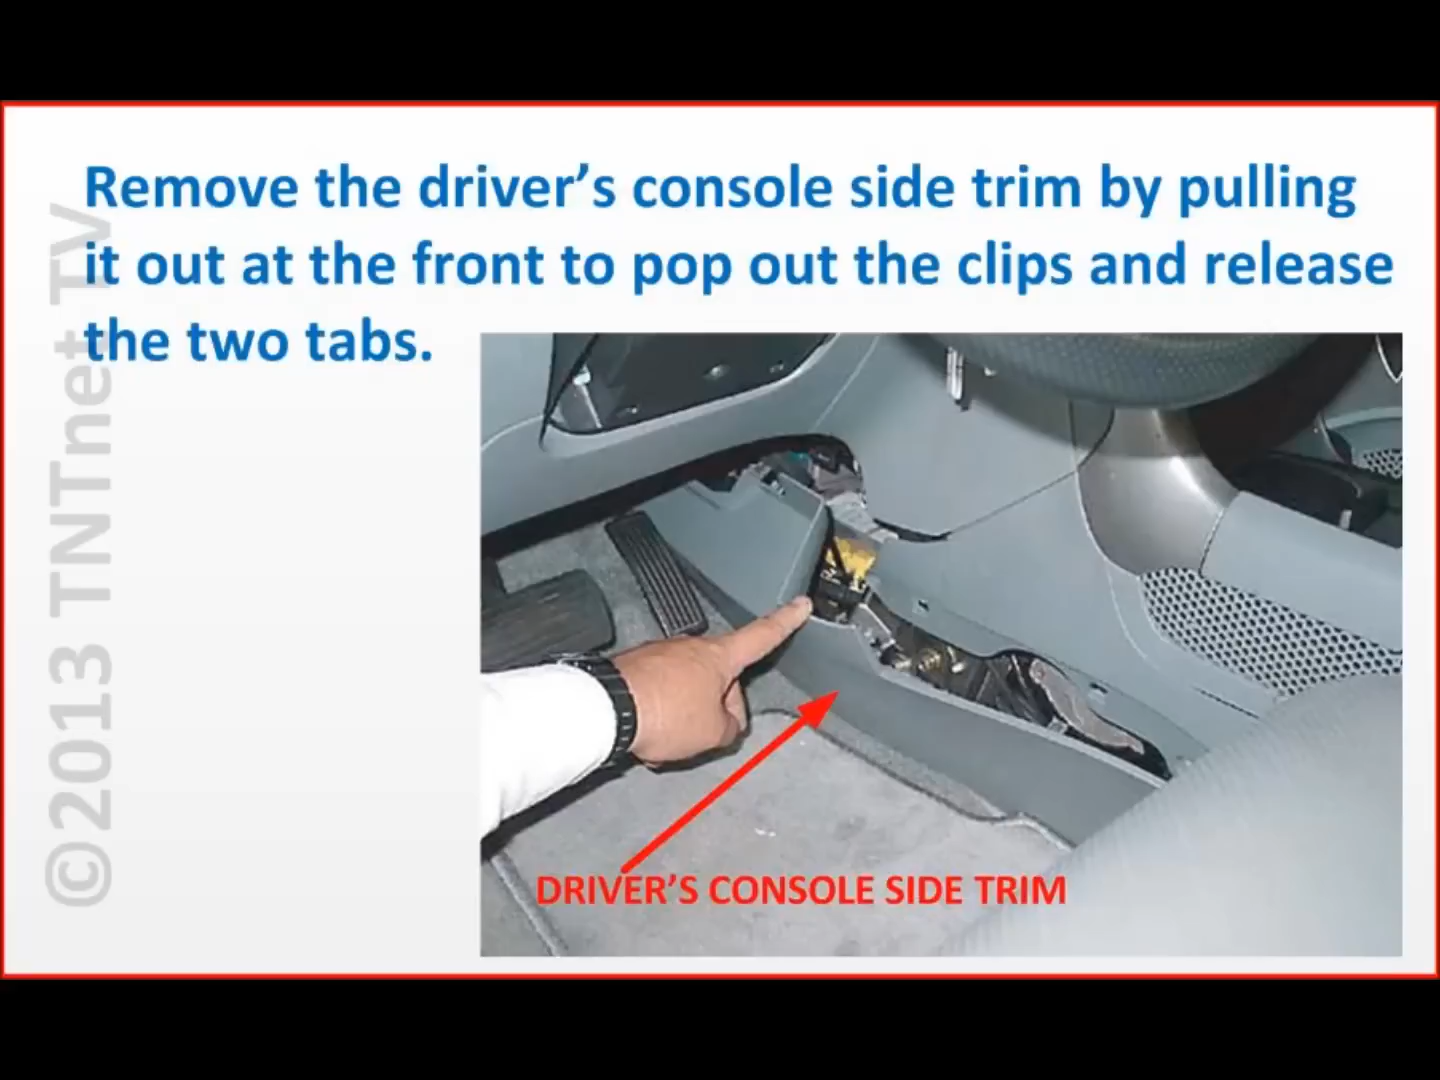 Remove the driver’s console side trim by pulling
it out at the front to pop out the clips and release
the two tabs.
DRIVER’S CONSOLE SIDE TRIM
©2013 TNTnet TV